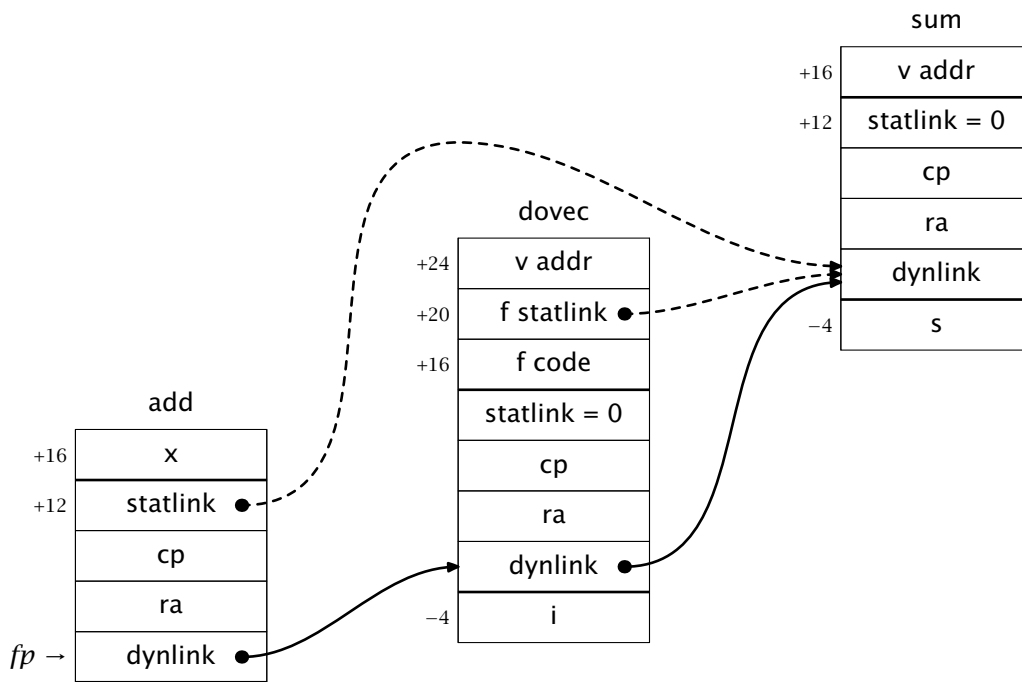 sum
+16 v addr
+12 statlink = 0
cp
ra
dynlink
−4 s
dovec
+24 v addr
+20 f statlink
+16 f code
statlink = 0
cp
ra
dynlink
−4 i
add
+16 x
+12 statlink
cp
ra
fp → dynlink